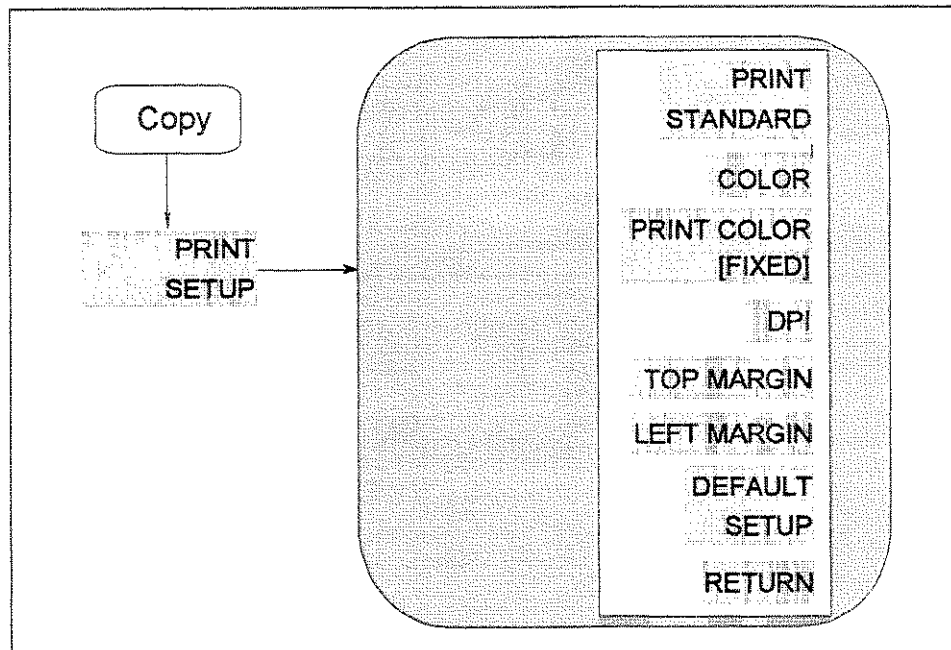 Copy
PRINT
SETUP
PRINT
STANDARD
COLOR
PRINT COLOR
[FIXED]
DPI
TOP MARGIN
LEFT MARGIN
DEFAULT
SETUP
RETURN